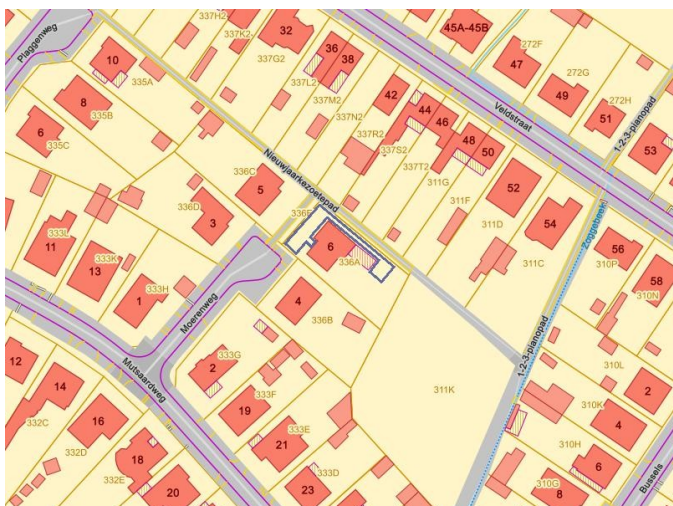 337H2
32
45A-45B
Plaggenweg
337K2
36
272F
10
337G2
38
47
272G
335A
337L2
8
337M2
42
49
272H
335B
44
Veldstraat
51
6
337N2
46
1-2-3-pianopad
335C
337R2
48
53
337S2
50
Nieuwjaarkezoetepad
337T2
336C
311G
5
52
311F
336D
336E
3
311D
54
Zoggebeek
333L
11
6
56
333K
336A
311C
310P
13
58
333H
4
310N
1
Moerenweg
336B
1-2-3-pianopad
Mutsaardweg
333G
12
2
310L
14
311K
2
333F
310K
332C
19
4
16
333E
332D
21
310H
18
333D
6
332E
23
310G
20
8
Bussels